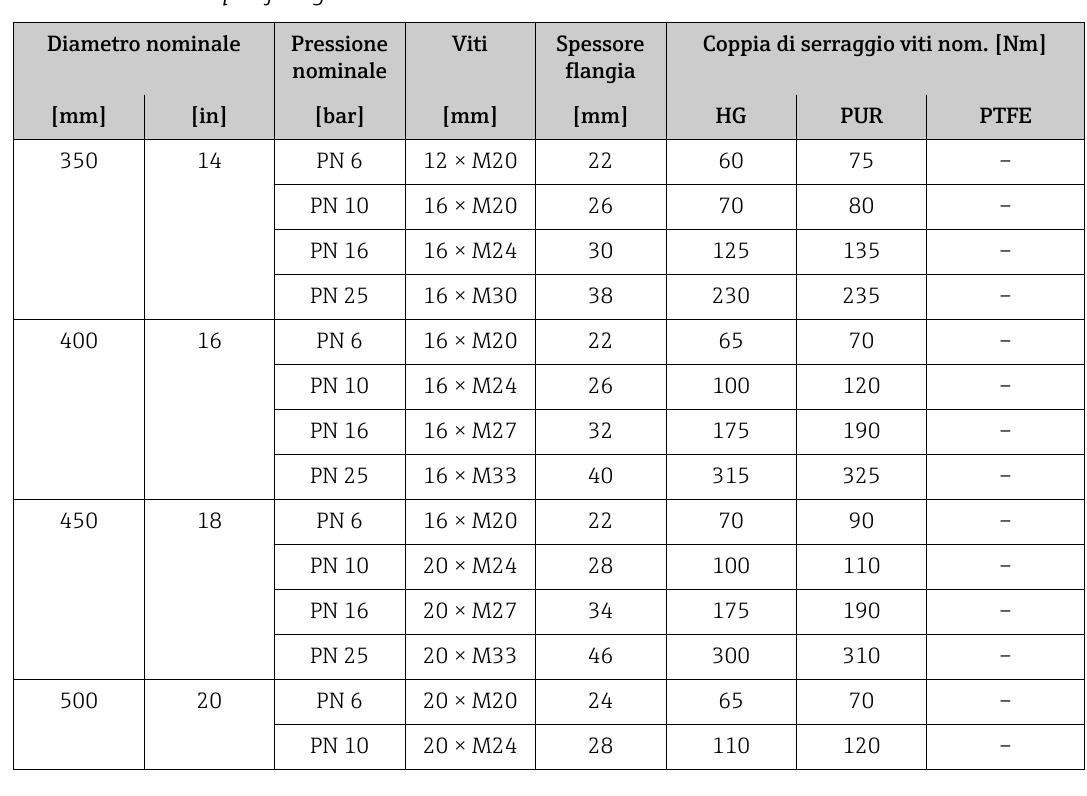 Diametro nominale Pressione nominale Viti Spessore flangia Coppia di serraggio viti nom. [Nm]
[mm] [in] [bar] [mm] [mm] HG PUR PTFE
350 14 PN 6 12 × M20 22 60 75 –
PN 10 16 × M20 26 70 80 –
PN 16 16 × M24 30 125 135 –
PN 25 16 × M30 38 230 235 –
400 16 PN 6 16 × M20 22 65 70 –
PN 10 16 × M24 26 100 120 –
PN 16 16 × M27 32 175 190 –
PN 25 16 × M33 40 315 325 –
450 18 PN 6 16 × M20 22 70 90 –
PN 10 20 × M24 28 100 110 –
PN 16 20 × M27 34 175 190 –
PN 25 20 × M33 46 300 310 –
500 20 PN 6 20 × M20 24 65 70 –
PN 10 20 × M24 28 110 120 –